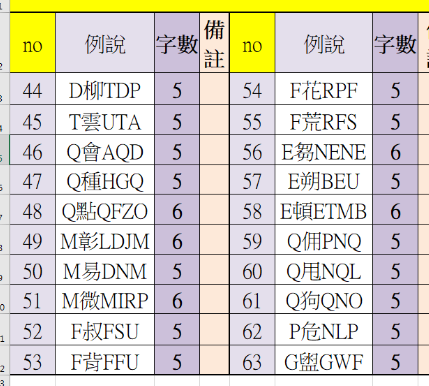 no 例說 字數 備註 no 例說 字數
44 D柳TDP 5 54 F花RPF 5
45 T雲UTA 5 55 F荒RFS 5
46 Q會AQD 5 56 E芻NENE 6
47 Q種HGQ 5 57 E朔BEU 5
48 Q點QFZO 6 58 E頓ETMB 6
49 M彰LDJM 6 59 Q佣PNQ 5
50 M易DNM 5 60 Q甩NQL 5
51 M微MIRP 6 61 Q狗QNO 5
52 F叔FSU 5 62 P危NLP 5
53 F背FFU 5 63 G盥GWF 5